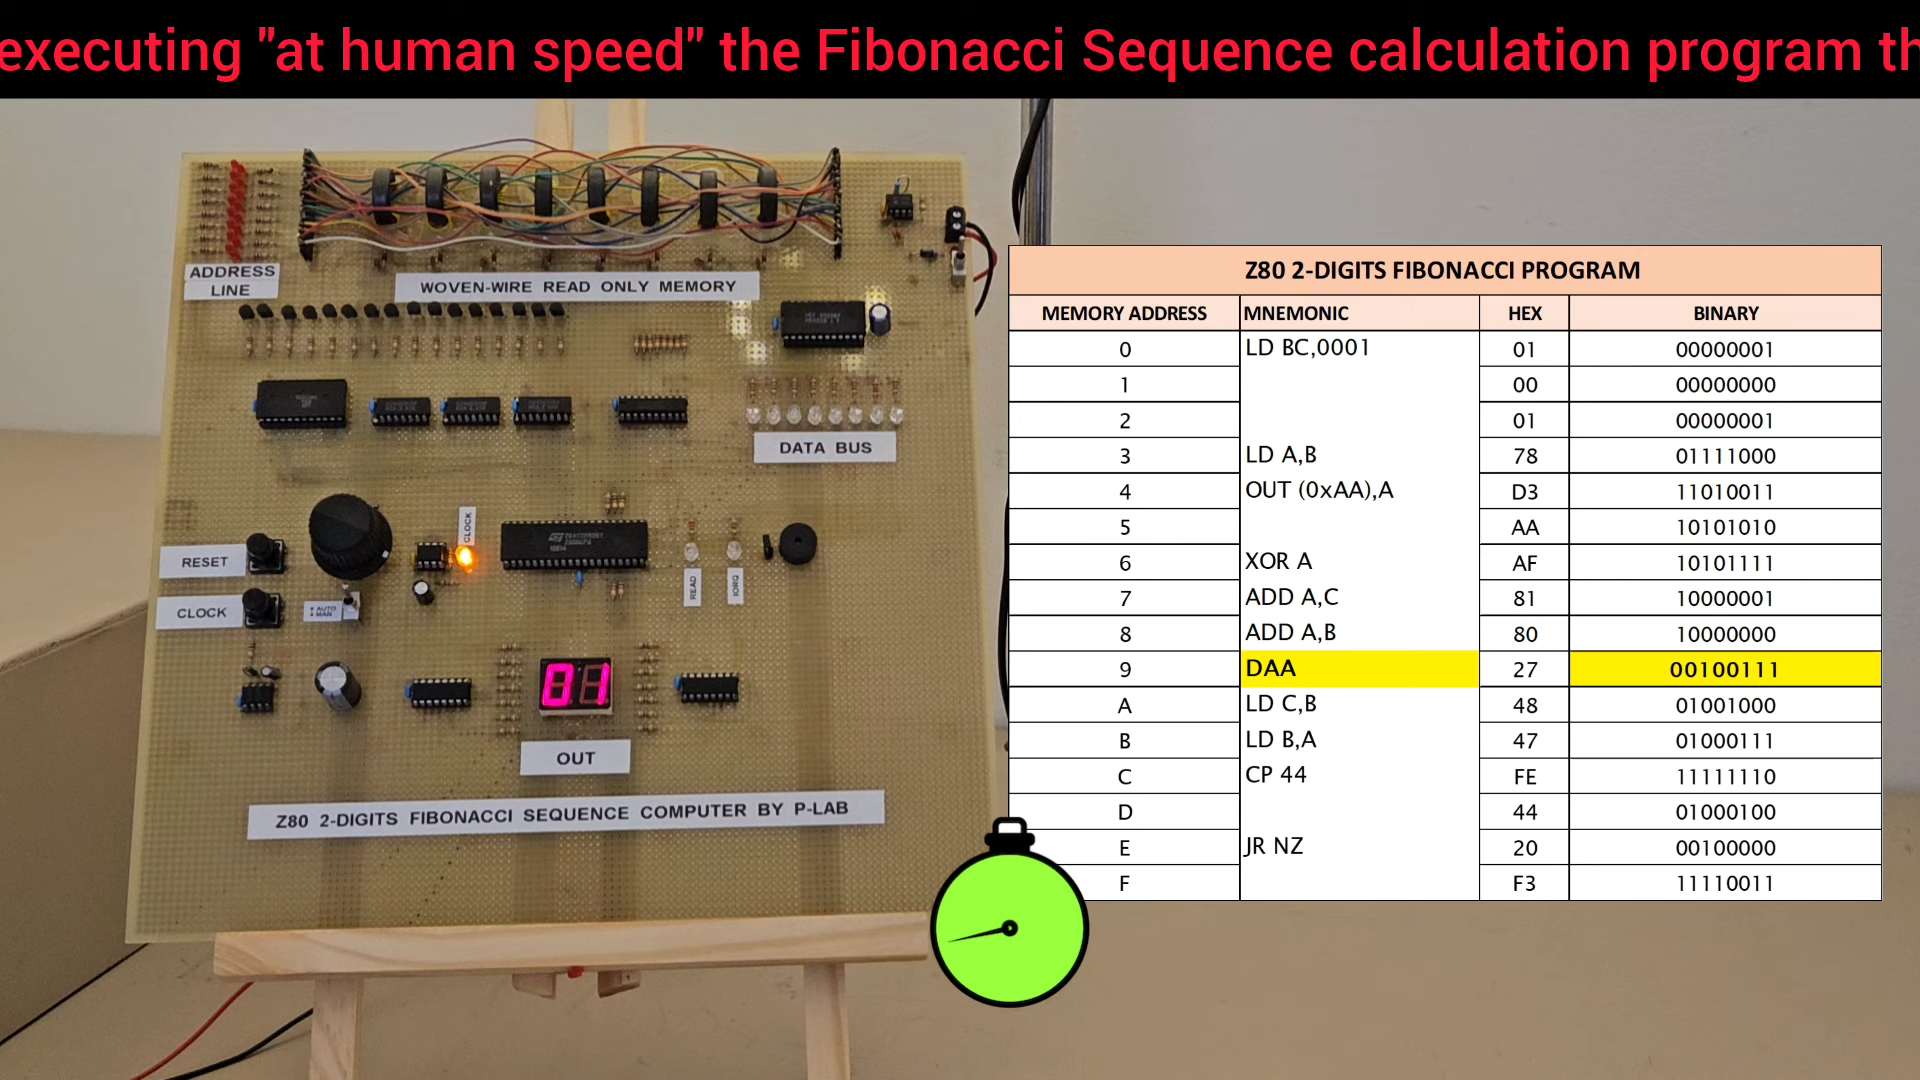 executing "at human speed" the Fibonacci Sequence calculation program th
ADDRESS
LINE
WOVEN-WIRE READ ONLY MEMORY
DATA BUS
CLOCK
RESET
CLOCK
AUTO
MAN
READ
IORQ
01
OUT
Z80 2-DIGITS FIBONACCI SEQUENCE COMPUTER BY P-LAB
Z80 2-DIGITS FIBONACCI PROGRAM
MEMORY ADDRESS MNEMONIC HEX BINARY
0 LD BC,0001 01 00000001
1 00 00000000
2 01 00000001
3 LD A,B 78 01111000
4 OUT (0xAA),A D3 11010011
5 AA 10101010
6 XOR A AF 10101111
7 ADD A,C 81 10000001
8 ADD A,B 80 10000000
9 DAA 27 00100111
A LD C,B 48 01001000
B LD B,A 47 01000111
C CP 44 FE 11111110
D 44 01000100
E JR NZ 20 00100000
F F3 11110011